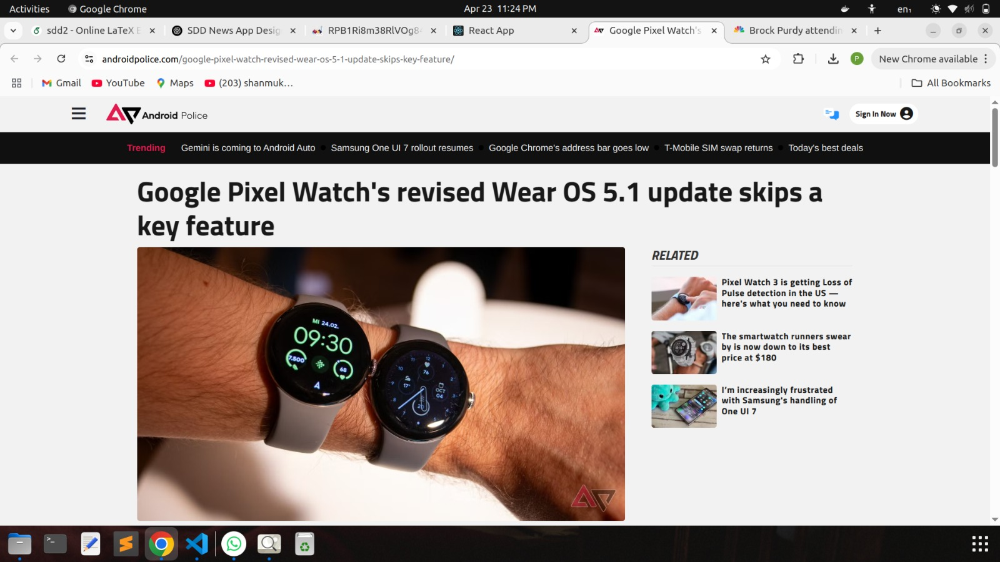 Activities
Google Chrome
Apr 23 11:24 PM
en₁
sdd2 - Online LaTeX E
SDD News App Desig
RPB1Ri8m38RlVOg8
React App
Google Pixel Watch's
Brock Purdy attendin
androidpolice.com/google-pixel-watch-revised-wear-os-5-1-update-skips-key-feature/
P
New Chrome available
Gmail
YouTube
Maps
(203) shanmuk…
All Bookmarks
Android Police
Sign In Now
Trending
Gemini is coming to Android Auto
Samsung One UI 7 rollout resumes
Google Chrome's address bar goes low
T-Mobile SIM swap returns
Today's best deals
Google Pixel Watch's revised Wear OS 5.1 update skips a
key feature
MI 24.02.
09:30
7.500
68
76
17°
OCT
04
RELATED
Pixel Watch 3 is getting Loss of
Pulse detection in the US —
here's what you need to know
The smartwatch runners swear
by is now down to its best
price at $180
I'm increasingly frustrated
with Samsung's handling of
One UI 7